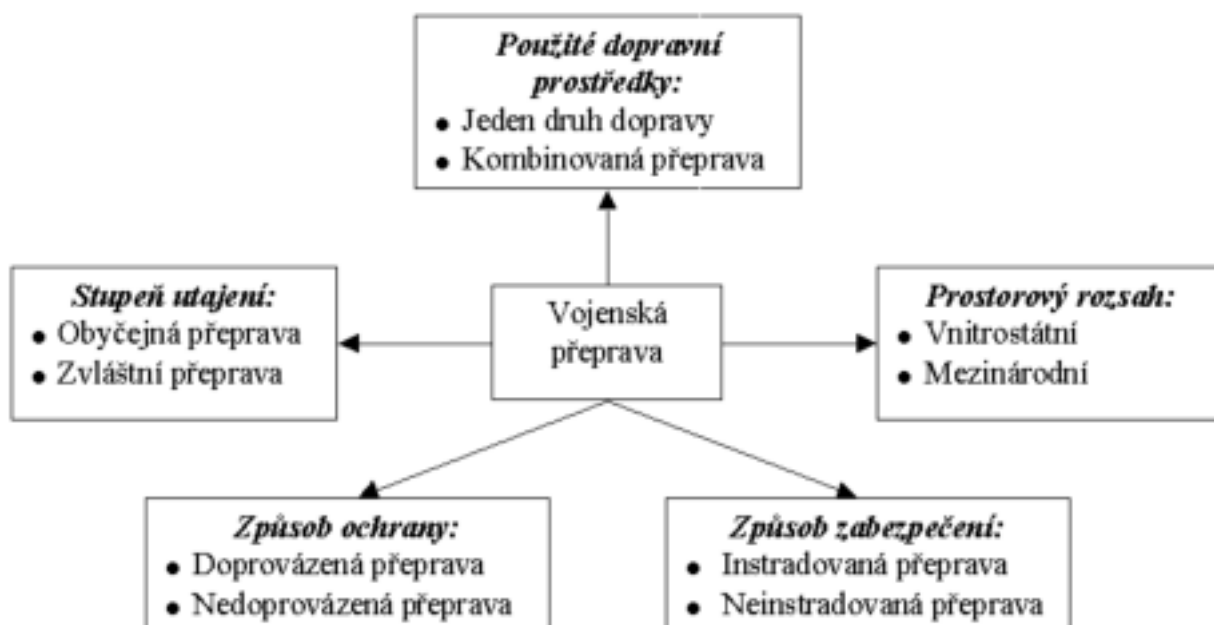 Použité dopravní
prostředky:
● Jeden druh dopravy
● Kombinovaná přeprava
Stupeň utajení:
● Obyčejná přeprava
● Zvláštní přeprava
Vojenská
přeprava
Prostorový rozsah:
● Vnitrostátní
● Mezinárodní
Způsob ochrany:
● Doprovázená přeprava
● Nedoprovázená přeprava
Způsob zabezpečení:
● Instradovaná přeprava
● Neinstradovaná přeprava